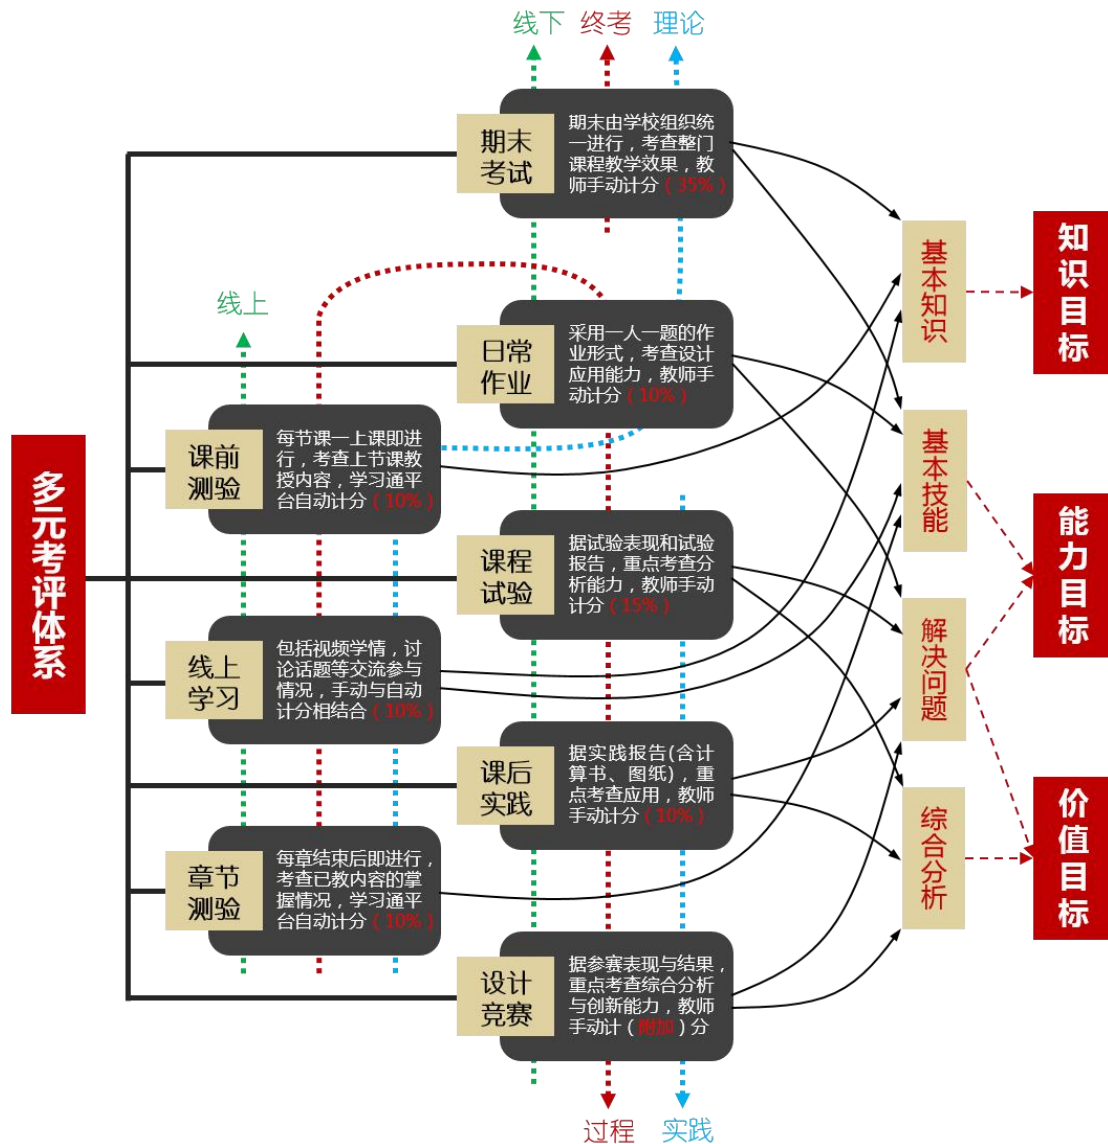 线下
终考
理论
期末
考试
期末由学校组织统
一进行，考查整门
课程教学效果，教
师手动计分（35%）
线上
日常
作业
采用一人一题的作
业形式，考查设计
应用能力，教师手
动计分（10%）
课前
测验
每节课一上课即进
行，考查上节课教
授内容，学习通平
台自动计分（10%）
多元考评体系
课程
试验
据试验表现和试验
报告，重点考查分
析能力，教师手动
计分（15%）
线上
学习
包括视频学情，讨
论话题等交流参与
情况，手动与自动
计分相结合（10%）
课后
实践
据实践报告(含计
算书、图纸)，重
点考查应用，教师
手动计分（10%）
章节
测验
每章结束后即进行，
考查已教内容的掌
握情况，学习通平
台自动计分（10%）
设计
竞赛
据参赛表现与结果，
重点考查综合分析
与创新能力，教师
手动计（附加）分
过程
实践
基本知识
基本技能
解决问题
综合分析
知识目标
能力目标
价值目标